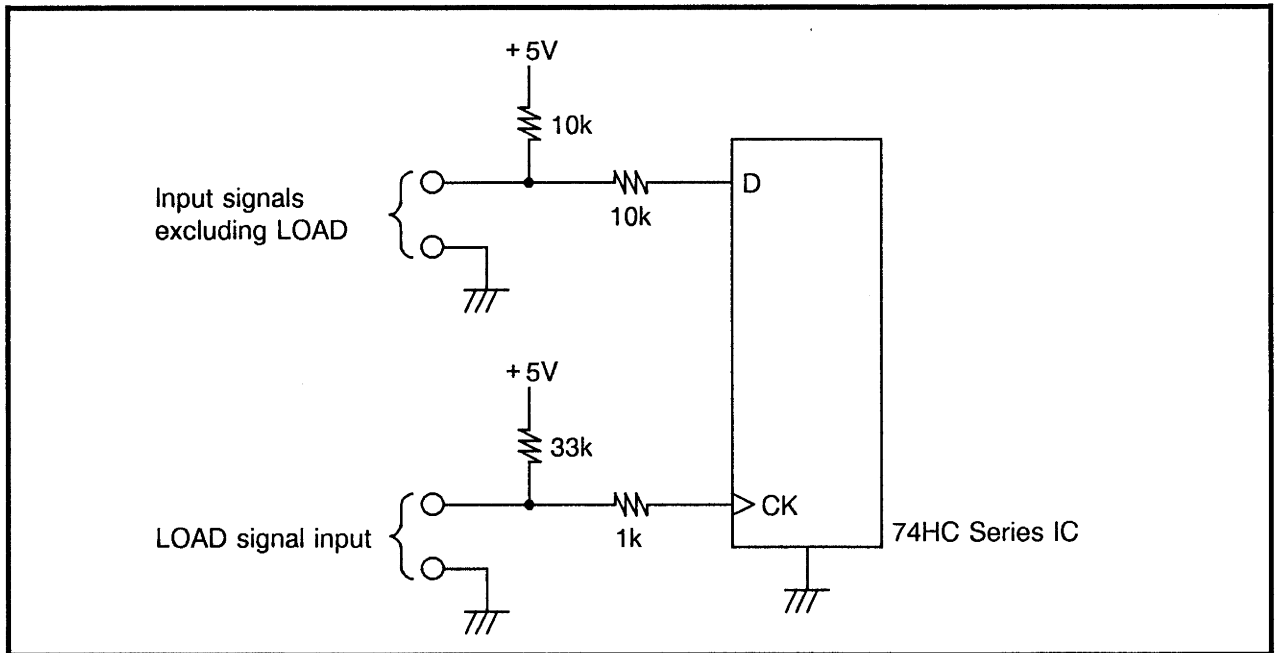 +5V
10k
Input signals
excluding LOAD
10k
D
+5V
33k
LOAD signal input
1k
CK
74HC Series IC